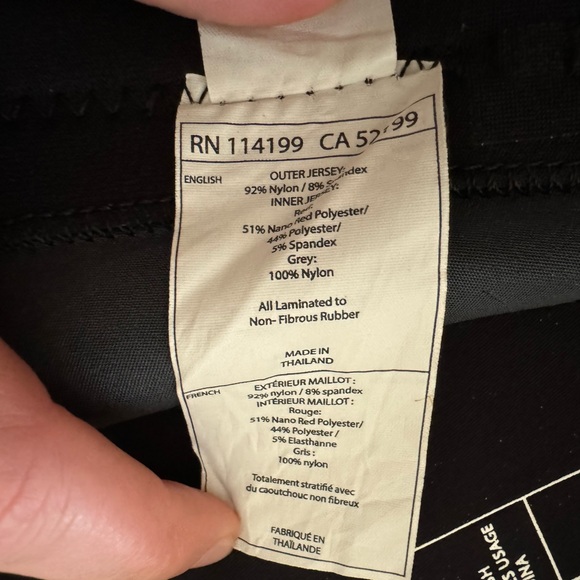 RN 114199 CA 52 99
ENGLISH
OUTER JERSEY:
92% Nylon / 8% Spandex
INNER JERSEY:
Red:
51% Nano Red Polyester/
44% Polyester/
5% Spandex
Grey:
100% Nylon
All Laminated to
Non- Fibrous Rubber
MADE IN
THAILAND
FRENCH
EXTÉRIEUR MAILLOT :
92% nylon / 8% spandex
INTÉRIEUR MAILLOT :
Rouge:
51% Nano Red Polyester/
44% Polyester /
5% Elasthanne
Gris :
100% nylon
Totalement stratifié avec
du caoutchouc non fibreux
FABRIQUÉ EN
THAÏLANDE
USAGE